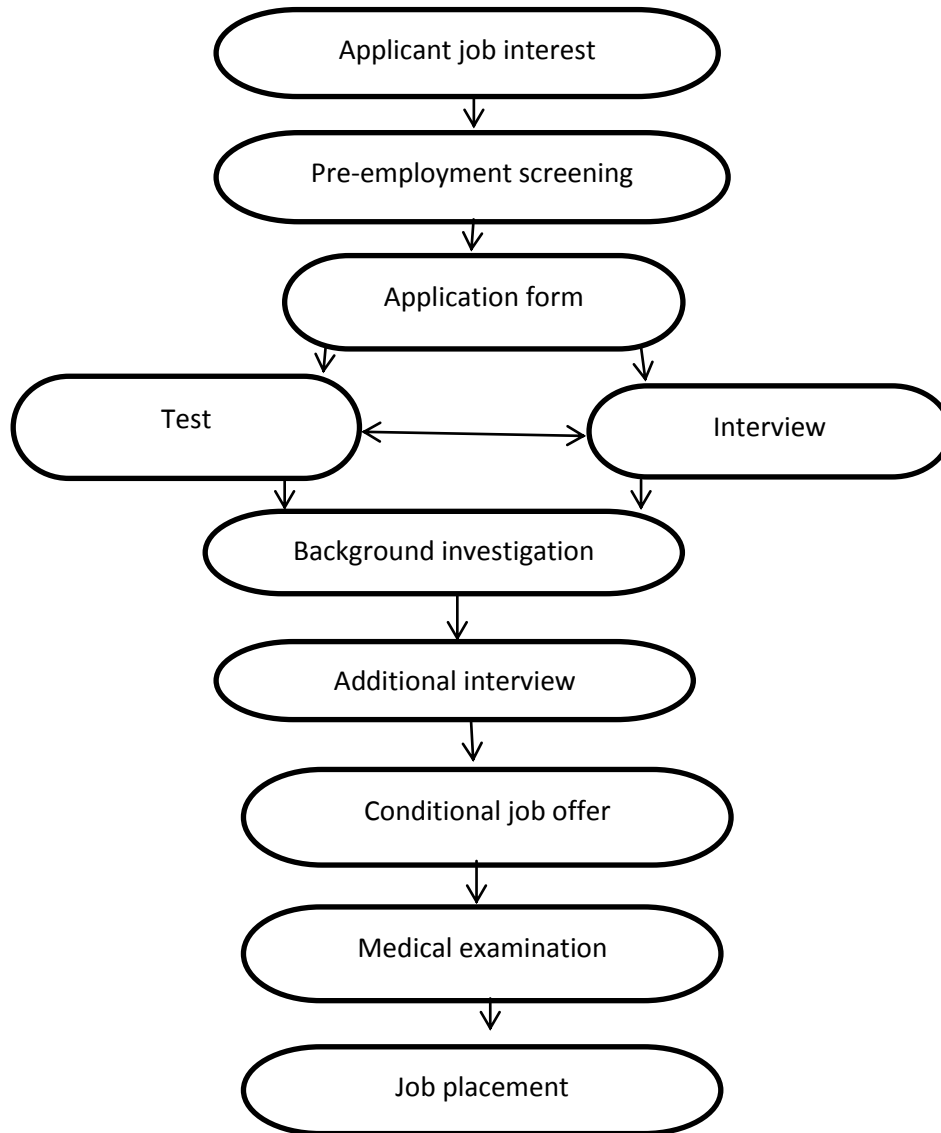 Applicant job interest
Pre-employment screening
Application form
Test
Interview
Background investigation
Additional interview
Conditional job offer
Medical examination
Job placement